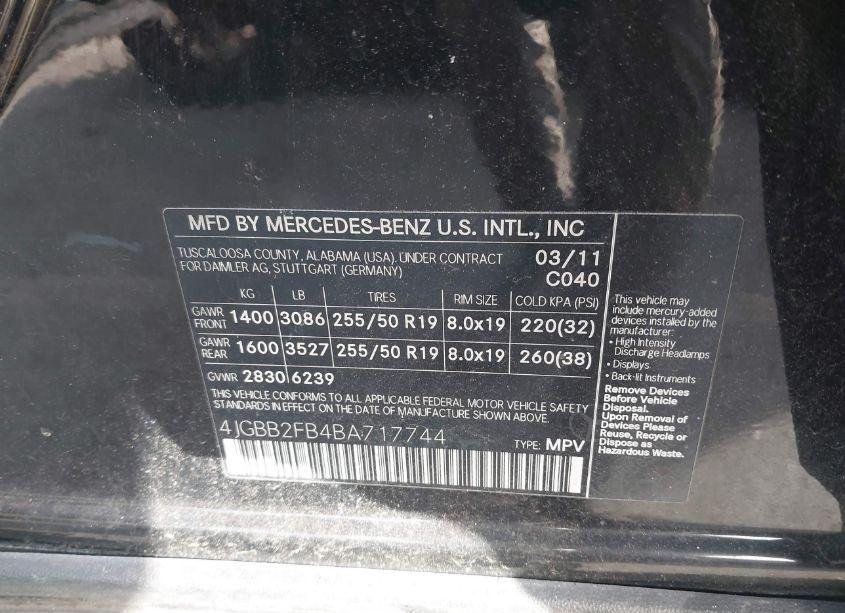 MFD BY MERCEDES-BENZ U.S. INTL., INC
TUSCALOOSA COUNTY, ALABAMA (USA). UNDER CONTRACT
FOR DAIMLER AG, STUTTGART (GERMANY)
03/11
C040
KG LB TIRES RIM SIZE COLD KPA (PSI)
GAWR FRONT 1400 3086 255/50 R19 8.0x19 220(32)
GAWR REAR 1600 3527 255/50 R19 8.0x19 260(38)
GVWR 2830 6239
THIS VEHICLE CONFORMS TO ALL APPLICABLE FEDERAL MOTOR VEHICLE SAFETY
STANDARDS IN EFFECT ON THE DATE OF MANUFACTURE SHOWN ABOVE.
4JGBB2FB4BA717744
TYPE: MPV
This vehicle may
include mercury-added
devices installed by the
manufacturer:
• High Intensity
Discharge Headlamps
• Displays
• Back-lit Instruments
Remove Devices
Before Vehicle
Disposal.
Upon Removal of
Devices Please
Reuse, Recycle or
Dispose as
Hazardous Waste.